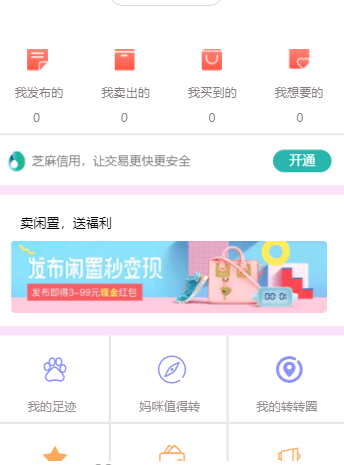 我发布的 我卖出的 我买到的 我想要的
0 0 0 0
芝麻信用，让交易更快更安全 开通
卖闲置，送福利
发布闲置秒变现
发布即得3-99元现金红包
我的足迹 妈咪值得转 我的转转圈